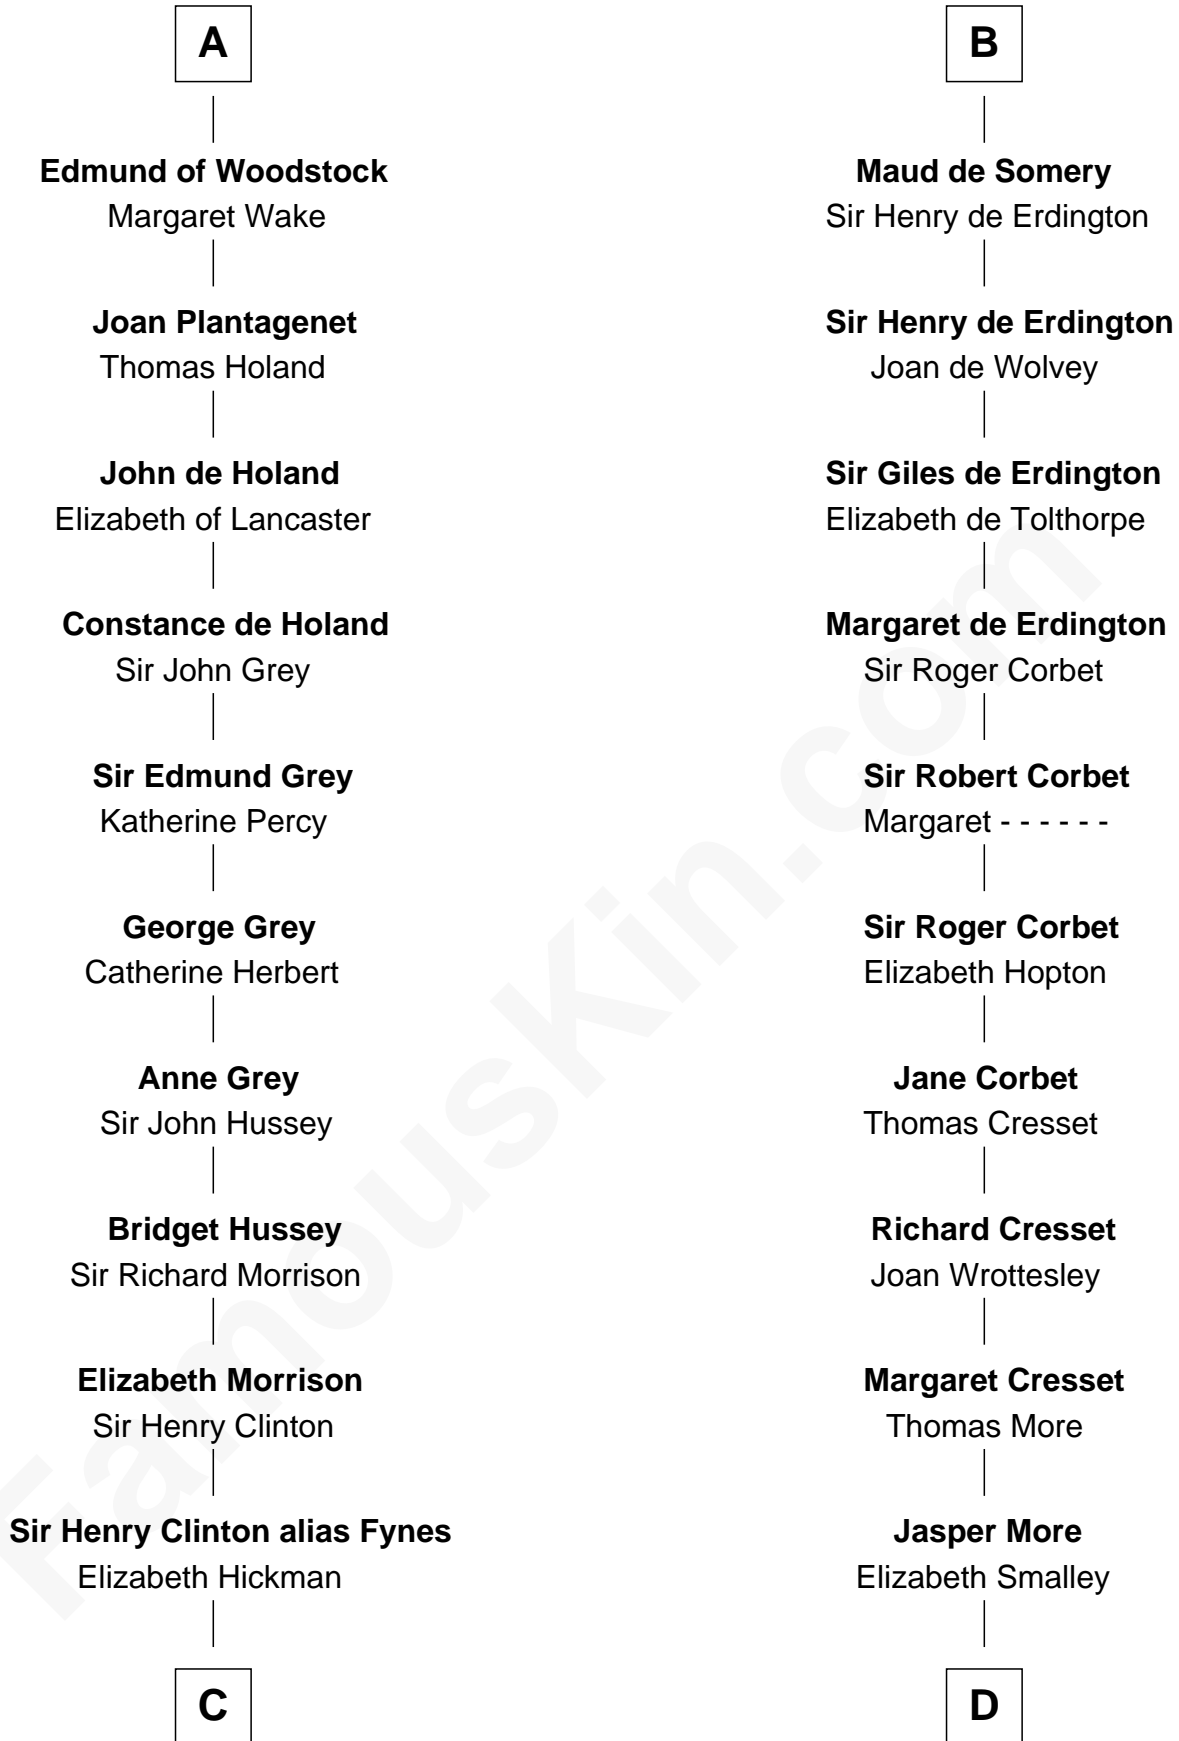 A
Edmund of Woodstock
Margaret Wake
Joan Plantagenet
Thomas Holand
John de Holand
Elizabeth of Lancaster
Constance de Holand
Sir John Grey
Sir Edmund Grey
Katherine Percy
George Grey
Catherine Herbert
Anne Grey
Sir John Hussey
Bridget Hussey
Sir Richard Morrison
Elizabeth Morrison
Sir Henry Clinton
Sir Henry Clinton alias Fynes
Elizabeth Hickman
C
B
Maud de Somery
Sir Henry de Erdington
Sir Henry de Erdington
Joan de Wolvey
Sir Giles de Erdington
Elizabeth de Tolthorpe
Margaret de Erdington
Sir Roger Corbet
Sir Robert Corbet
Margaret - - - - - -
Sir Roger Corbet
Elizabeth Hopton
Jane Corbet
Thomas Cresset
Richard Cresset
Joan Wrottesley
Margaret Cresset
Thomas More
Jasper More
Elizabeth Smalley
D
FamousKin.com